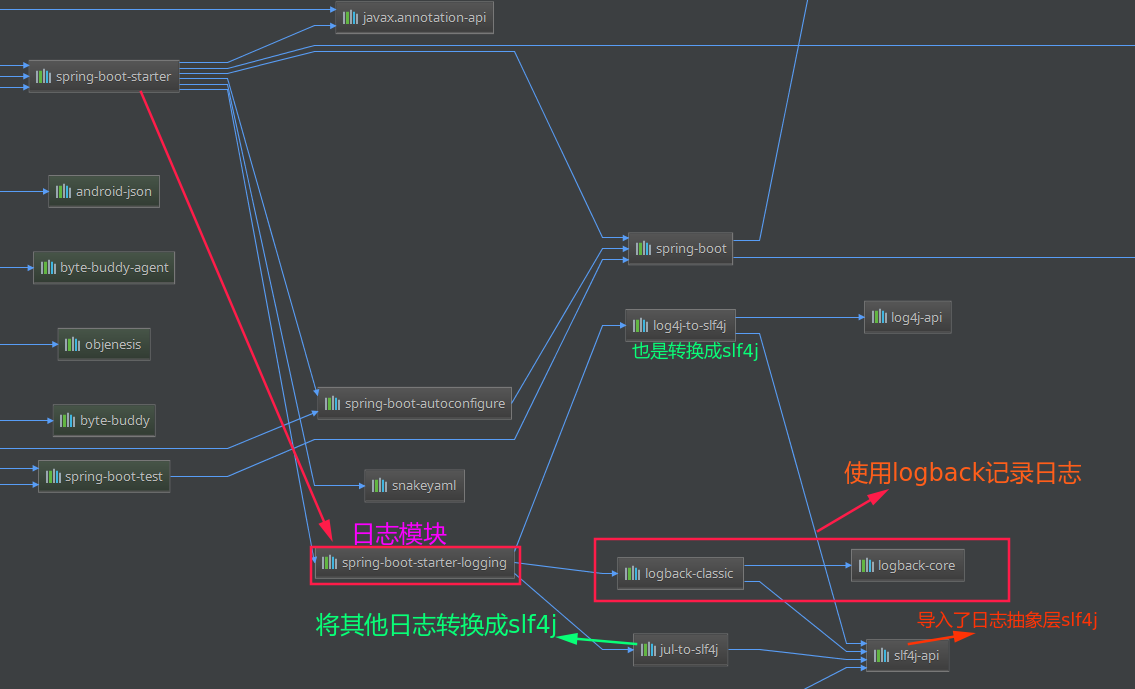 javax.annotation-api
spring-boot-starter
android-json
spring-boot
byte-buddy-agent
log4j-to-slf4j
log4j-api
也是转换成slf4j
objenesis
spring-boot-autoconfigure
byte-buddy
使用logback记录日志
spring-boot-test
snakeyaml
日志模块
spring-boot-starter-logging
logback-classic
logback-core
将其他日志转换成slf4j
导入了日志抽象层slf4j
jul-to-slf4j
slf4j-api